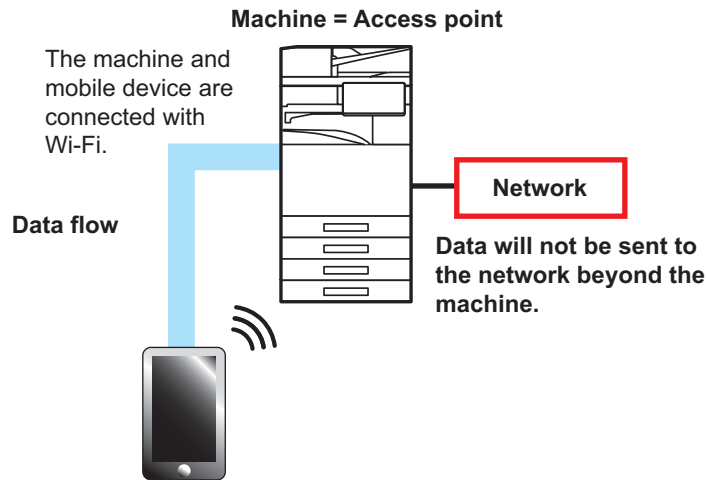 Machine = Access point
The machine and
mobile device are
connected with
Wi-Fi.
Network
Data flow
Data will not be sent to
the network beyond the
machine.